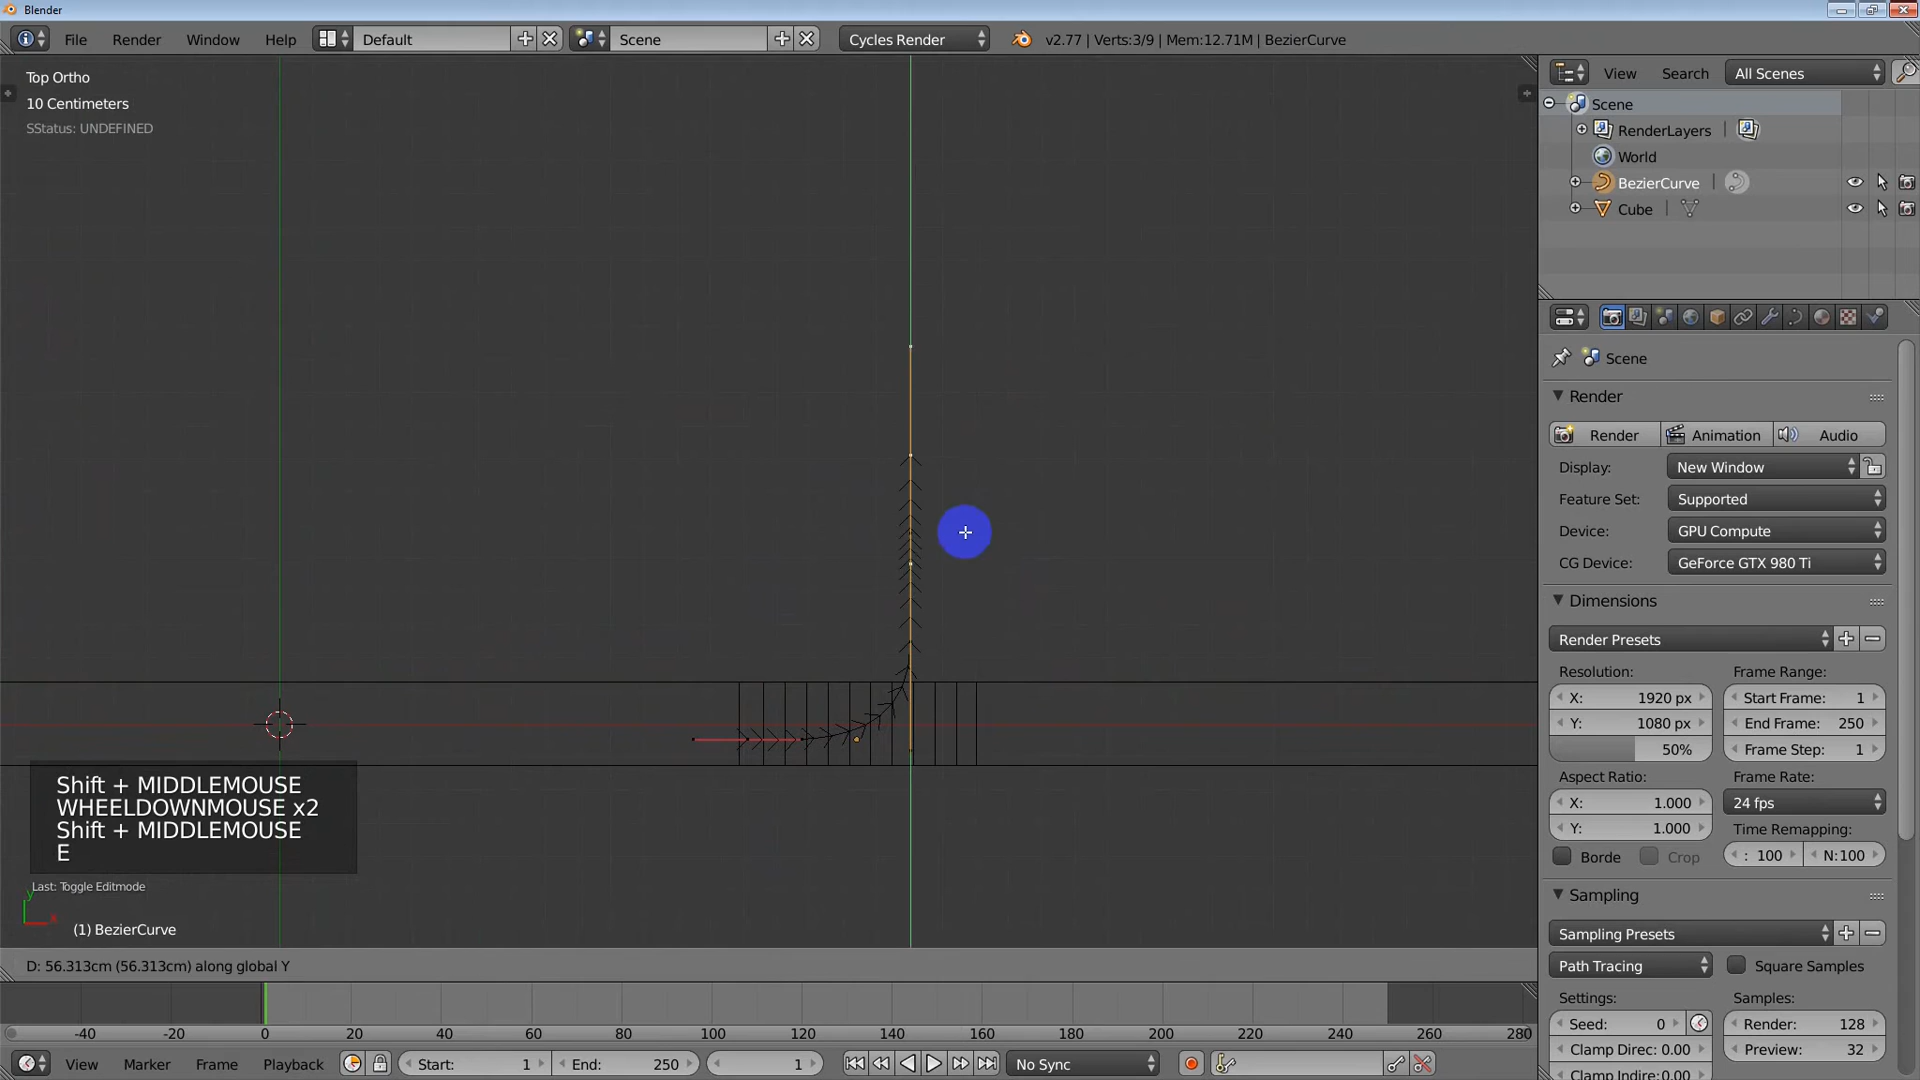 Blender
File Render Window Help Default Scene Cycles Render v2.77 | Verts:3/9 | Mem:12.71M | BezierCurve
Top Ortho
10 Centimeters
SStatus: UNDEFINED
View Search All Scenes
Scene
RenderLayers |
World
BezierCurve |
Cube |
Scene
Render
Render Animation Audio
Display: New Window
Feature Set: Supported
Device: GPU Compute
CG Device: GeForce GTX 980 Ti
Dimensions
Render Presets
Resolution: Frame Range:
X: 1920 px Start Frame: 1
Y: 1080 px End Frame: 250
50% Frame Step: 1
Aspect Ratio: Frame Rate:
X: 1.000 24 fps
Y: 1.000 Time Remapping:
Borde Crop : 100 N:100
Sampling
Sampling Presets
Path Tracing Square Samples
Settings: Samples:
Seed: 0 Render: 128
Clamp Direc: 0.00 Preview: 32
Clamp Indire:0.00
Shift + MIDDLEMOUSE
WHEELDOWNMOUSE x2
Shift + MIDDLEMOUSE
E
Last: Toggle Editmode
y
x
(1) BezierCurve
D: 56.313cm (56.313cm) along global Y
-40 -20 0 20 40 60 80 100 120 140 160 180 200 220 240 260 280
View Marker Frame Playback Start: 1 End: 250 1 No Sync